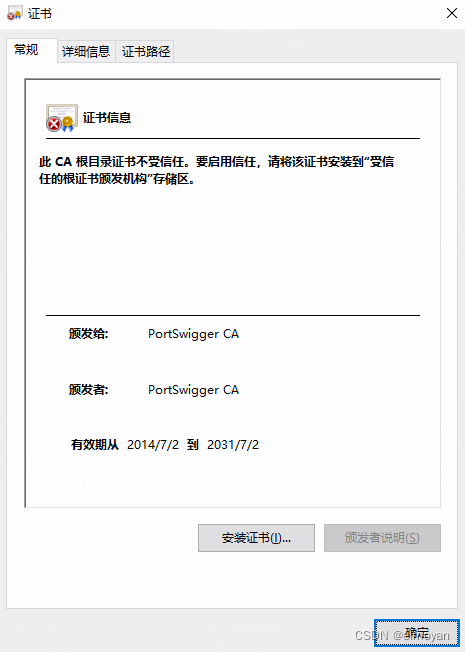 证书
常规 详细信息 证书路径
证书信息
此 CA 根目录证书不受信任。要启用信任，请将该证书安装到“受信
任的根证书颁发机构”存储区。
颁发给: PortSwigger CA
颁发者: PortSwigger CA
有效期从 2014/7/2 到 2031/7/2
安装证书(I)... 颁发者说明(S)
确定